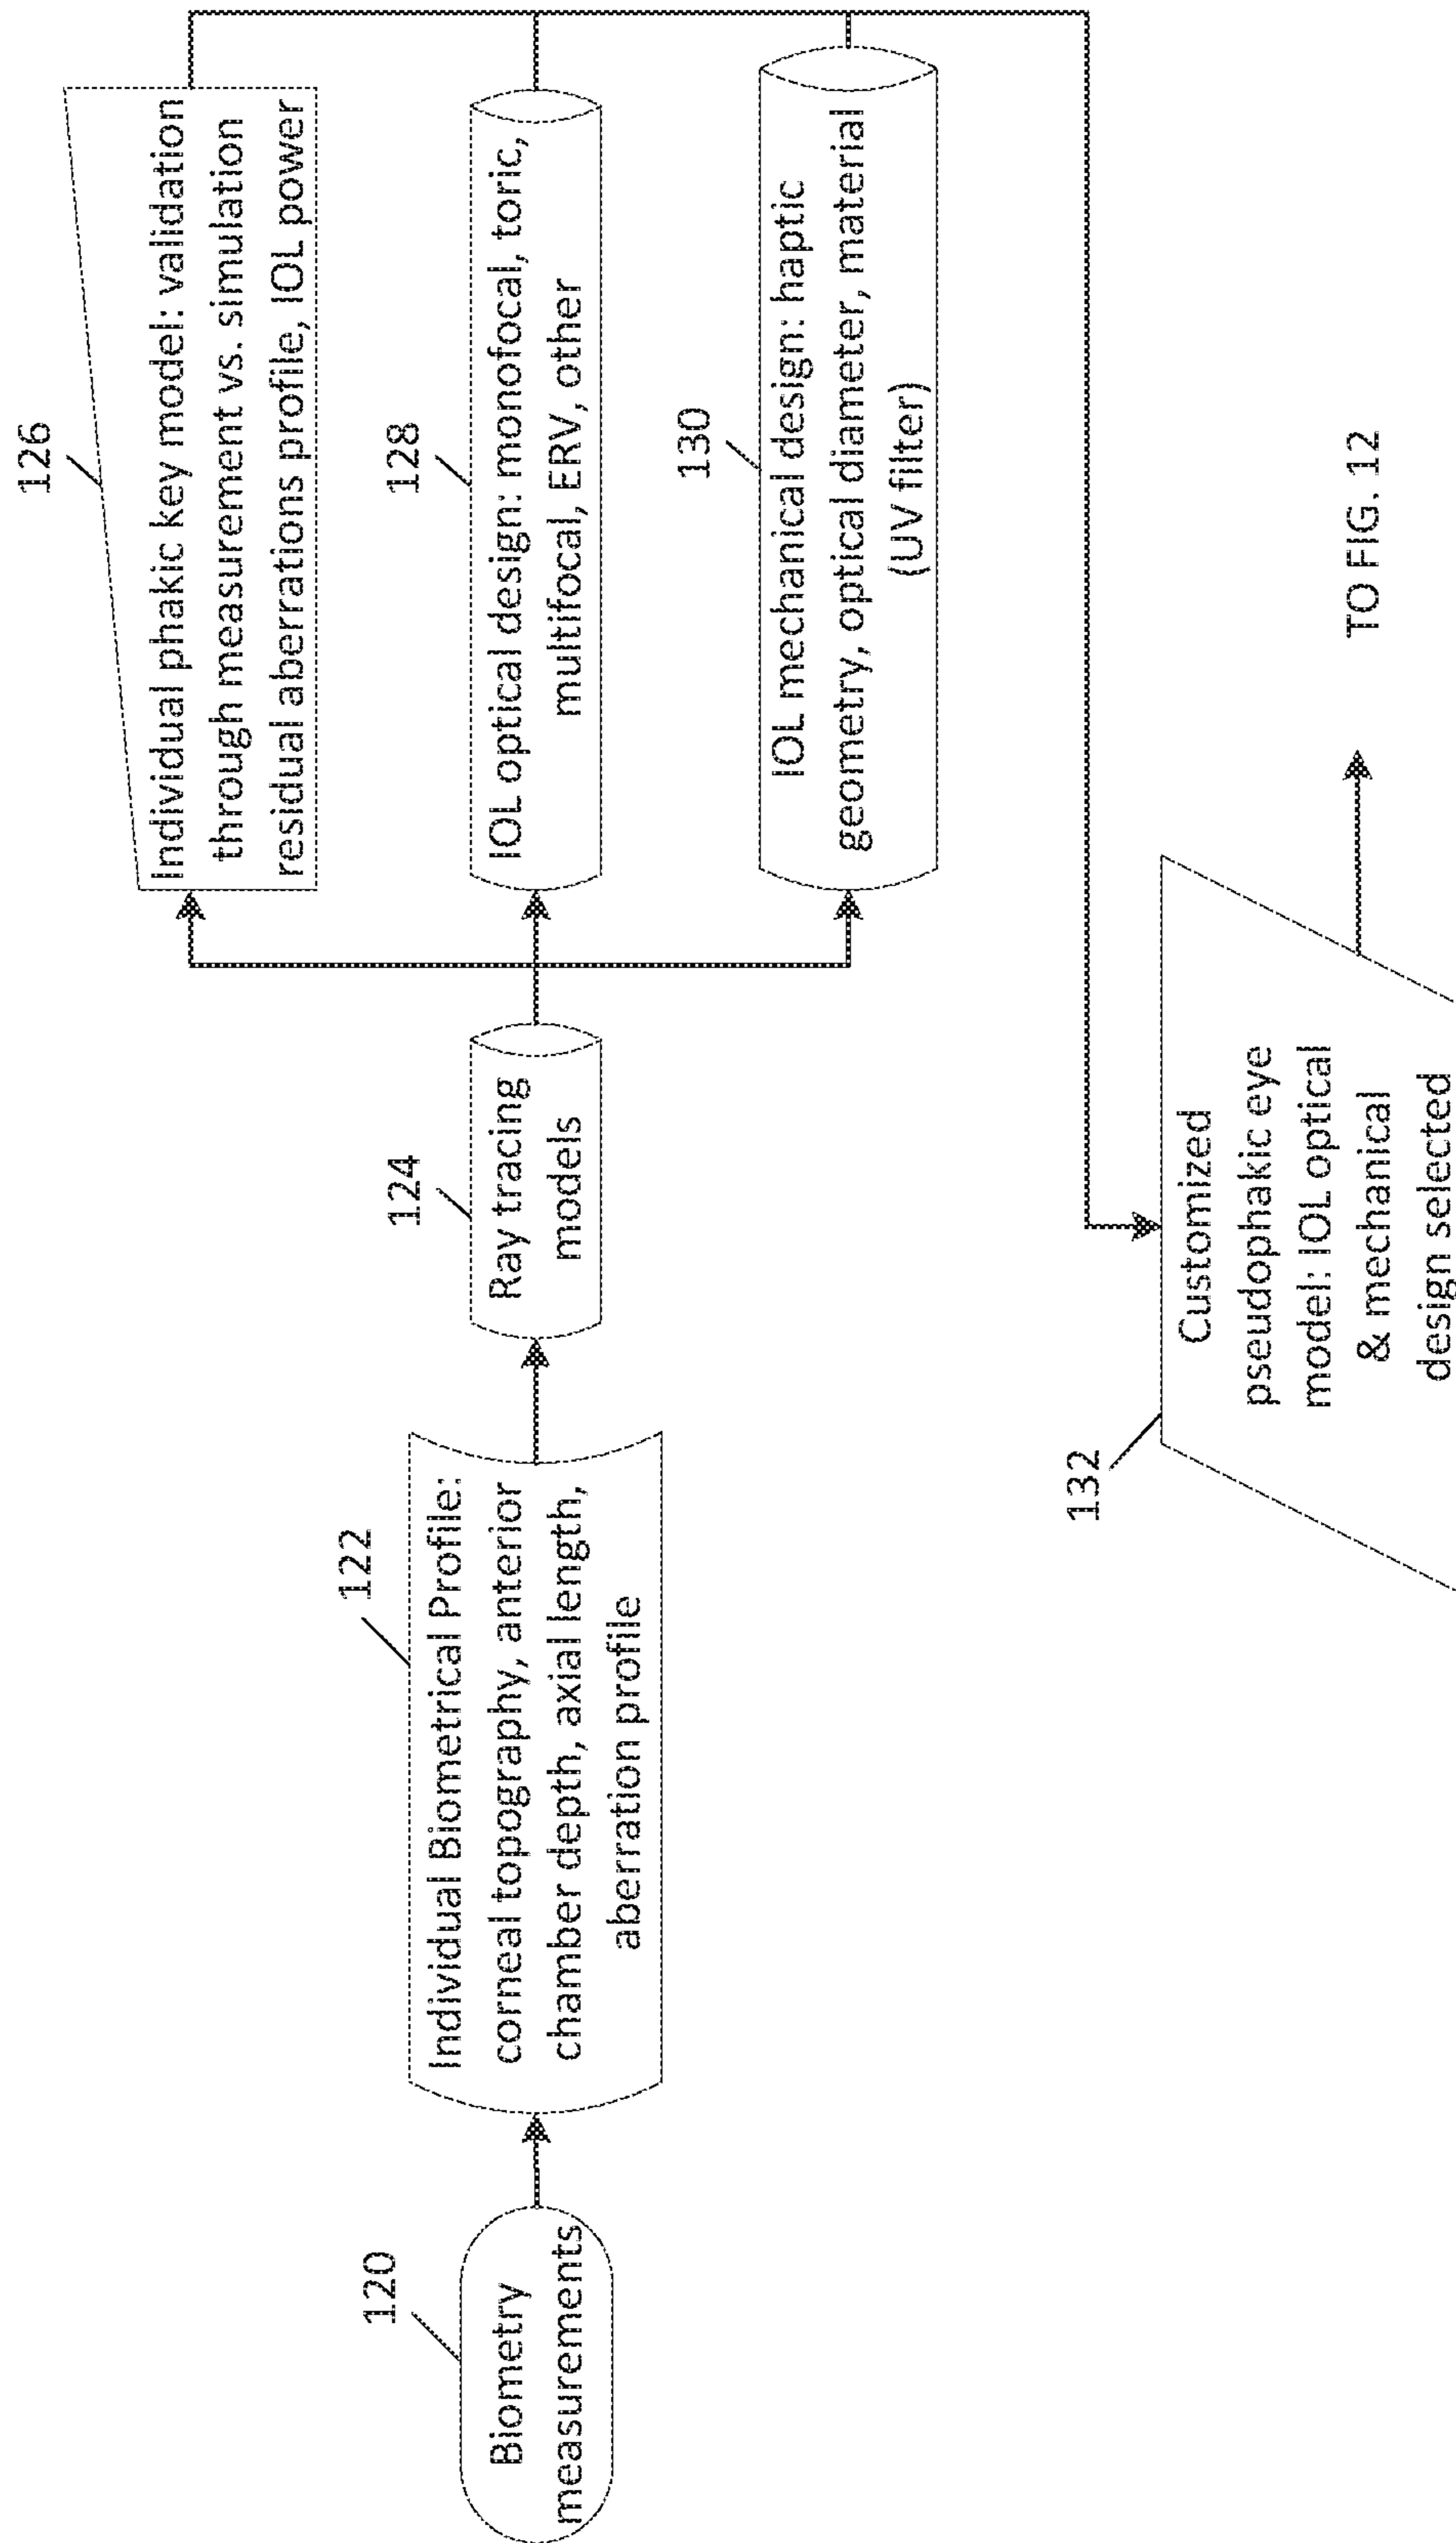 120
Biometry
measurements
122
Individual Biometrical Profile:
corneal topography, anterior
chamber depth, axial length,
aberration profile
124
Ray tracing
models
126
Individual phakic key model: validation
through measurement vs. simulation
residual aberrations profile, IOL power
128
IOL optical design: monofocal, toric,
multifocal, ERV, other
130
IOL mechanical design: haptic
geometry, optical diameter, material
(UV filter)
132
Customized
pseudophakic eye
model: IOL optical
& mechanical
design selected
TO FIG. 12